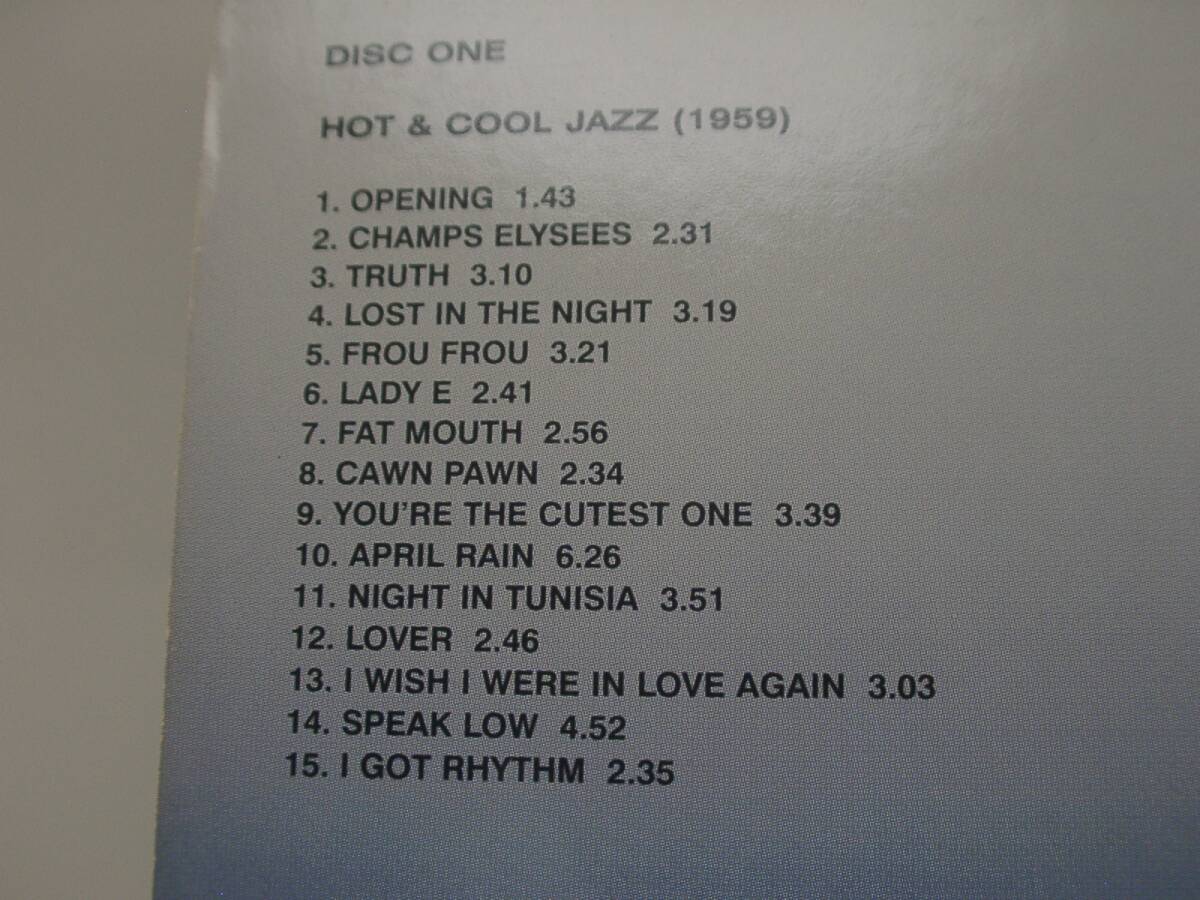 DISC ONE
HOT & COOL JAZZ (1959)
1. OPENING 1.43
2. CHAMPS ELYSEES 2.31
3. TRUTH 3.10
4. LOST IN THE NIGHT 3.19
5. FROU FROU 3.21
6. LADY E 2.41
7. FAT MOUTH 2.56
8. CAWN PAWN 2.34
9. YOU'RE THE CUTEST ONE 3.39
10. APRIL RAIN 6.26
11. NIGHT IN TUNISIA 3.51
12. LOVER 2.46
13. I WISH I WERE IN LOVE AGAIN 3.03
14. SPEAK LOW 4.52
15. I GOT RHYTHM 2.35